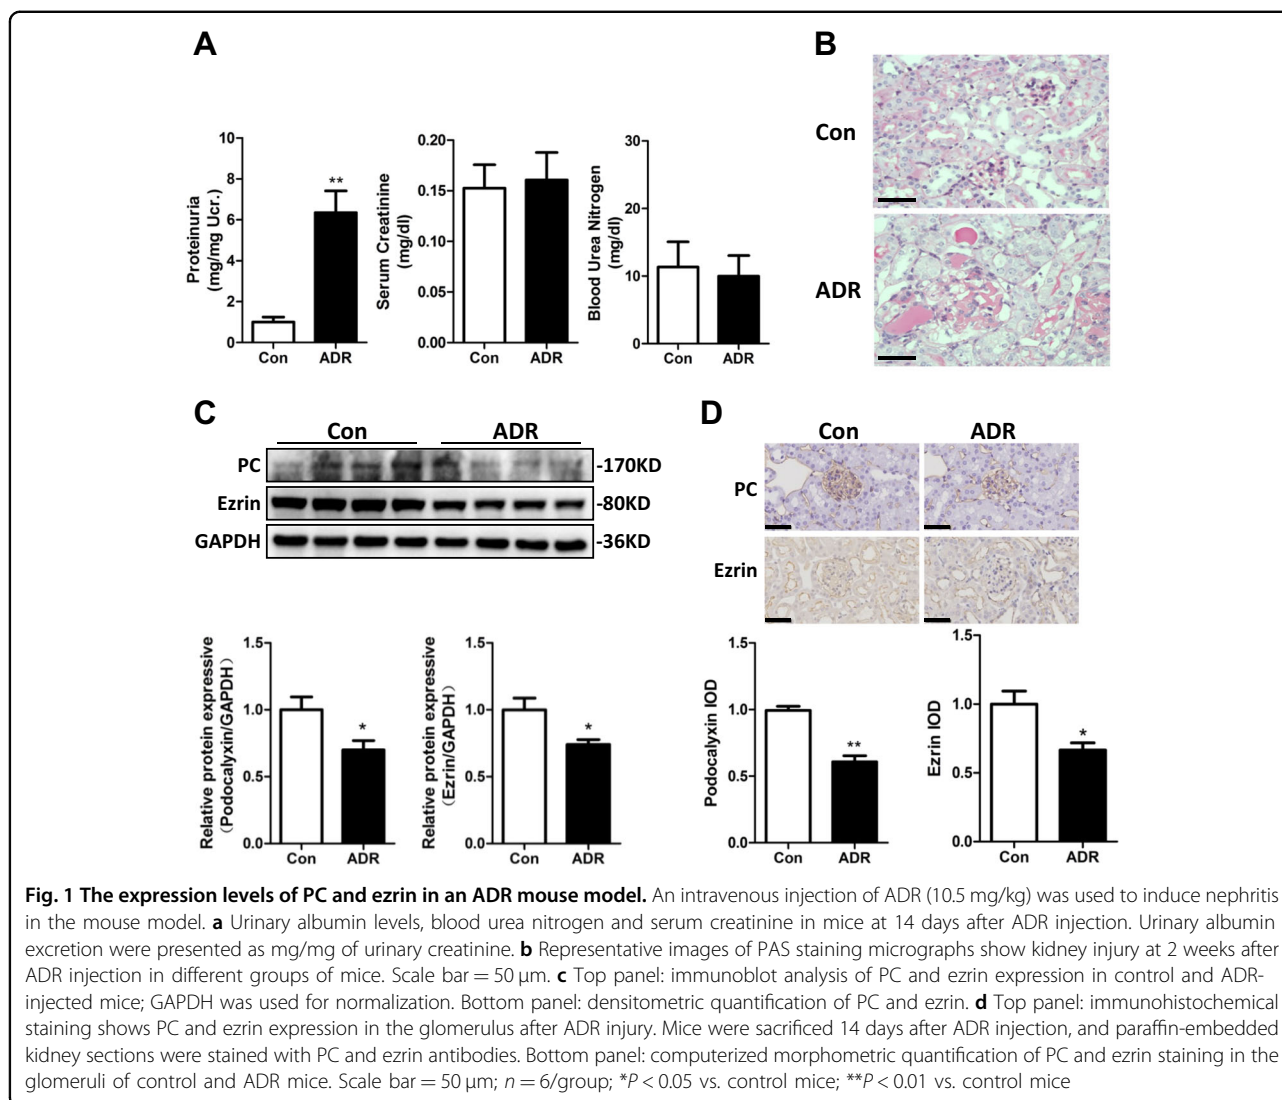 A
Proteinuria
(mg/mg Ucr.)
10
8
6
4
2
0
**
Con
ADR
Serum Creatinine
(mg/dl)
0.20
0.15
0.10
0.05
0.00
Con
ADR
Blood Urea Nitrogen
(mg/dl)
30
20
10
0
Con
ADR
B
Con
ADR
C
Con
ADR
PC
-170KD
Ezrin
-80KD
GAPDH
-36KD
Relative protein expressive
(Podocalyxin/GAPDH)
1.5
1.0
0.5
0.0
*
Con
ADR
Relative protein expressive
(Ezrin/GAPDH)
1.5
1.0
0.5
0.0
*
Con
ADR
D
Con
ADR
PC
Ezrin
Podocalyxin IOD
1.5
1.0
0.5
0.0
**
Con
ADR
Ezrin IOD
1.5
1.0
0.5
0.0
*
Con
ADR
Fig. 1 The expression levels of PC and ezrin in an ADR mouse model. An intravenous injection of ADR (10.5 mg/kg) was used to induce nephritis
in the mouse model. a Urinary albumin levels, blood urea nitrogen and serum creatinine in mice at 14 days after ADR injection. Urinary albumin
excretion were presented as mg/mg of urinary creatinine. b Representative images of PAS staining micrographs show kidney injury at 2 weeks after
ADR injection in different groups of mice. Scale bar = 50 μm. c Top panel: immunoblot analysis of PC and ezrin expression in control and ADR-
injected mice; GAPDH was used for normalization. Bottom panel: densitometric quantification of PC and ezrin. d Top panel: immunohistochemical
staining shows PC and ezrin expression in the glomerulus after ADR injury. Mice were sacrificed 14 days after ADR injection, and paraffin-embedded
kidney sections were stained with PC and ezrin antibodies. Bottom panel: computerized morphometric quantification of PC and ezrin staining in the
glomeruli of control and ADR mice. Scale bar = 50 μm; n = 6/group; *P < 0.05 vs. control mice; **P < 0.01 vs. control mice